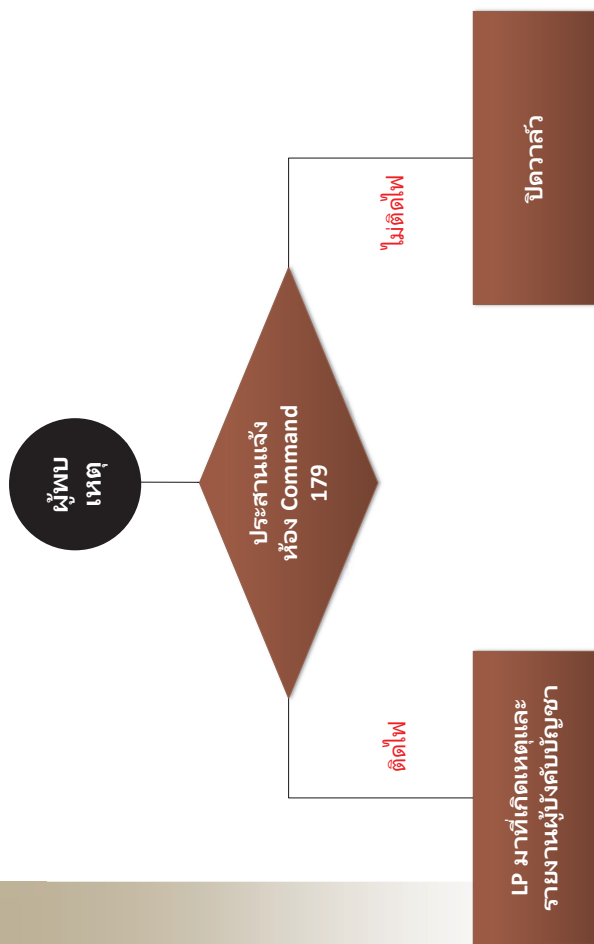 ผู้พบ
เหตุ
ประสานแจ้ง
ห้อง Command
179
ติดไฟ
ไม่ติดไฟ
LP มาที่เกิดเหตุและ
รายงานผู้บังคับบัญชา
ปิดวาล์ว